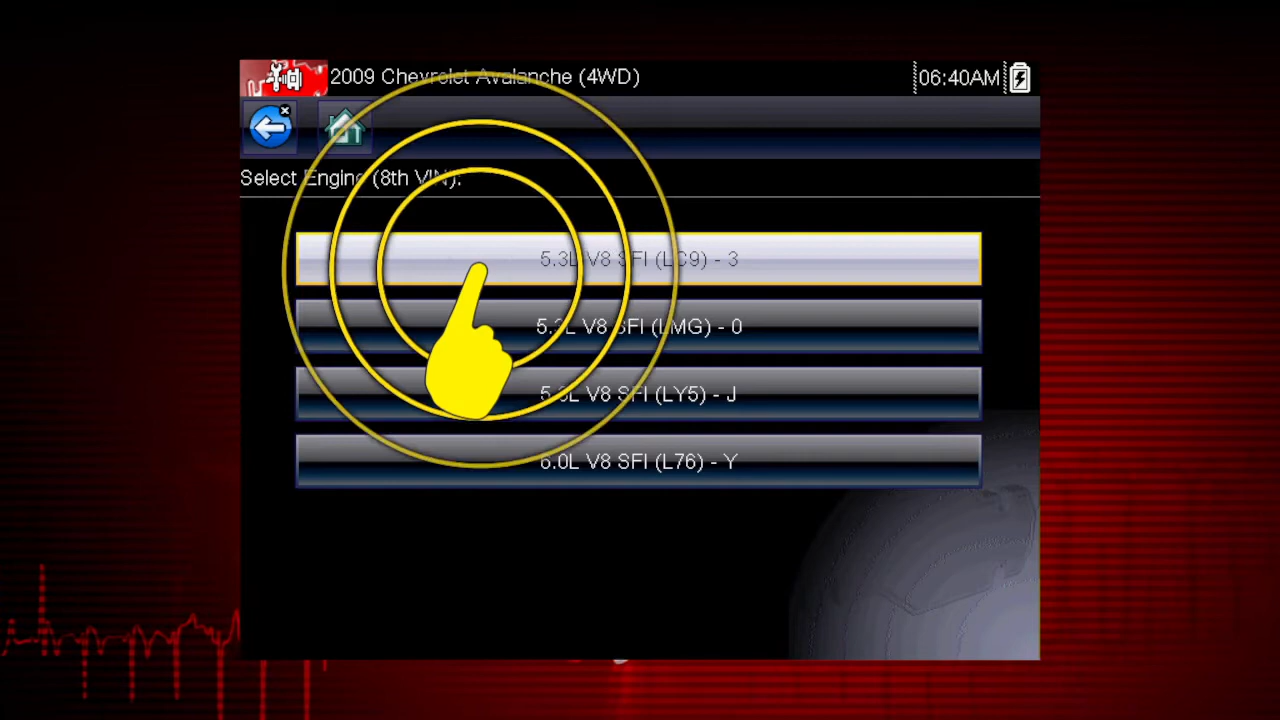 2009 Chevrolet Avalanche (4WD)
06:40AM
Select Engine (8th VIN):
5.3L V8 SFI (LC9) - 3
5.3L V8 SFI (LMG) - 0
5.3L V8 SFI (LY5) - J
6.0L V8 SFI (L76) - Y